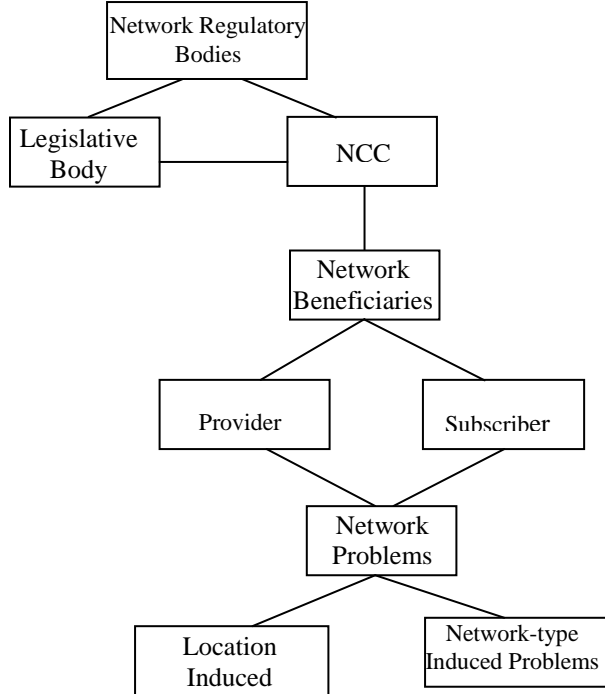 Network Regulatory
Bodies
Legislative
Body
NCC
Network
Beneficiaries
Provider
Subscriber
Network
Problems
Location
Induced
Network-type
Induced Problems